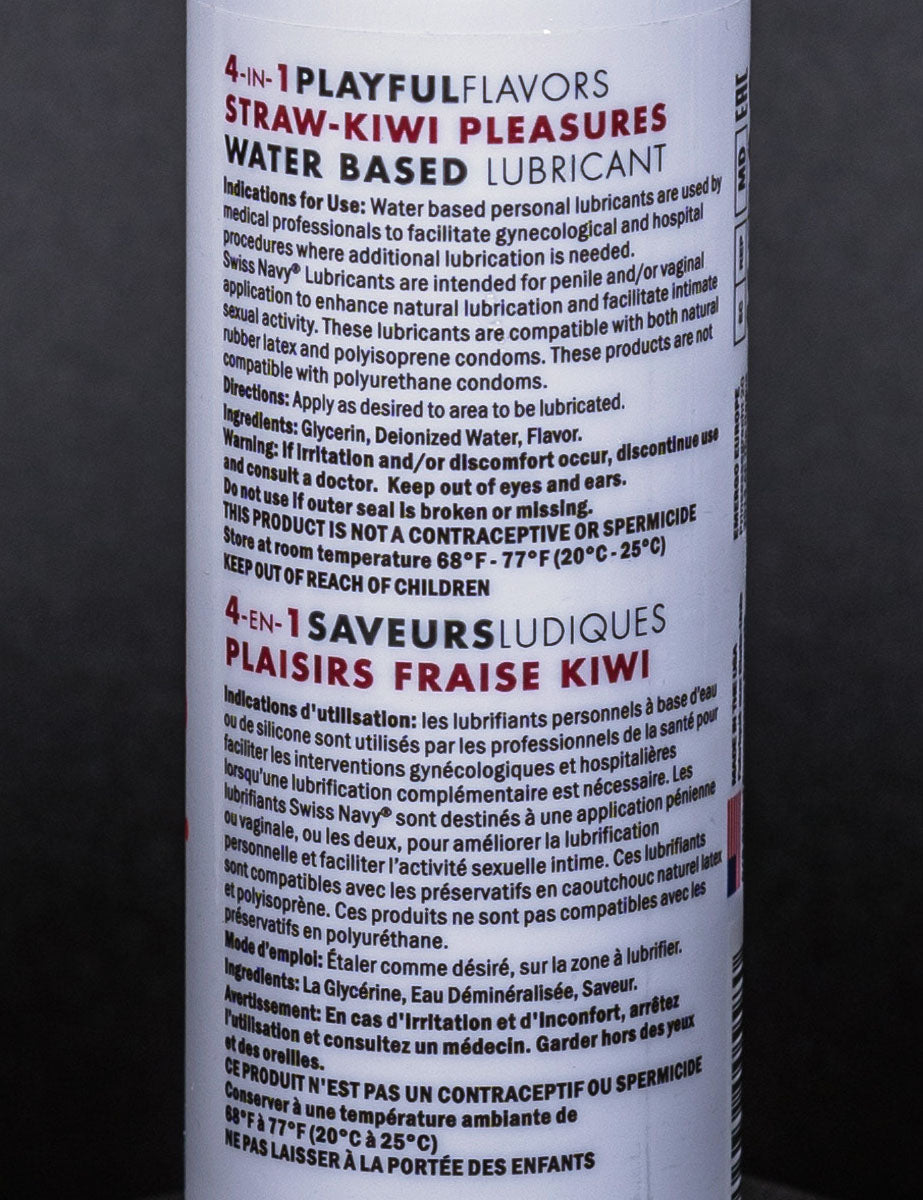 4-IN-1 PLAYFULFLAVORS
STRAW-KIWI PLEASURES
WATER BASED LUBRICANT
Indications for Use: Water based personal lubricants are used by
medical professionals to facilitate gynecological and hospital
procedures where additional lubrication is needed.
Swiss Navy® Lubricants are intended for penile and/or vaginal
application to enhance natural lubrication and facilitate intimate
sexual activity. These lubricants are compatible with both natural
rubber latex and polyisoprene condoms. These products are not
compatible with polyurethane condoms.
Directions: Apply as desired to area to be lubricated.
Ingredients: Glycerin, Deionized Water, Flavor.
Warning: If irritation and/or discomfort occur, discontinue use
and consult a doctor. Keep out of eyes and ears.
Do not use if outer seal is broken or missing.
THIS PRODUCT IS NOT A CONTRACEPTIVE OR SPERMICIDE
Store at room temperature 68°F - 77°F (20°C - 25°C)
KEEP OUT OF REACH OF CHILDREN
4-EN-1 SAVEURSLUDIQUES
PLAISIRS FRAISE KIWI
Indications d'utilisation: les lubrifiants personnels à base d'eau
ou de silicone sont utilisés par les professionnels de la santé pour
faciliter les interventions gynécologiques et hospitalières
lorsqu'une lubrification complémentaire est nécessaire. Les
lubrifiants Swiss Navy® sont destinés à une application pénienne
ou vaginale, ou les deux, pour améliorer la lubrification
personnelle et faciliter l'activité sexuelle intime. Ces lubrifiants
sont compatibles avec les préservatifs en caoutchouc naturel latex
et polyisoprène. Ces produits ne sont pas compatibles avec les
préservatifs en polyuréthane.
Mode d'emploi: Étaler comme désiré, sur la zone à lubrifier.
Ingredients: La Glycérine, Eau Déminéralisée, Saveur.
Avertissement: En cas d'irritation et d'inconfort, arrêtez
l'utilisation et consultez un médecin. Garder hors des yeux
et des oreilles.
CE PRODUIT N'EST PAS UN CONTRACEPTIF OU SPERMICIDE
Conserver à une température ambiante de
68°F à 77°F (20°C à 25°C)
NE PAS LAISSER À LA PORTÉE DES ENFANTS
EC REP MD
EMERGO EUROPE
MADE IN THE USA